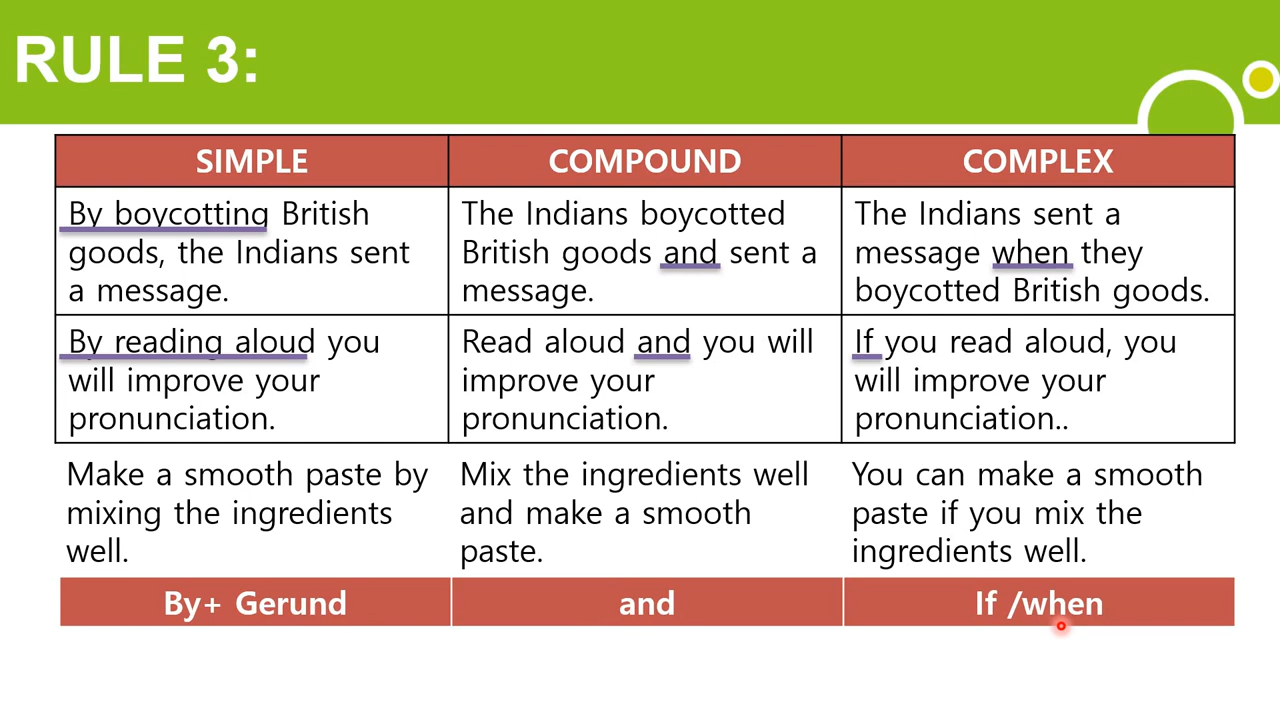 RULE 3:
SIMPLE
COMPOUND
COMPLEX
By boycotting British
goods, the Indians sent
a message.
The Indians boycotted
British goods and sent a
message.
The Indians sent a
message when they
boycotted British goods.
By reading aloud you
will improve your
pronunciation.
Read aloud and you will
improve your
pronunciation.
If you read aloud, you
will improve your
pronunciation..
Make a smooth paste by
mixing the ingredients
well.
Mix the ingredients well
and make a smooth
paste.
You can make a smooth
paste if you mix the
ingredients well.
By+ Gerund
and
If /when